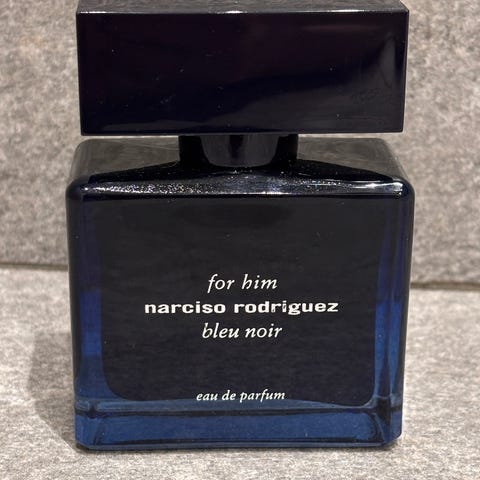 for him
narciso rodriguez
bleu noir
eau de parfum